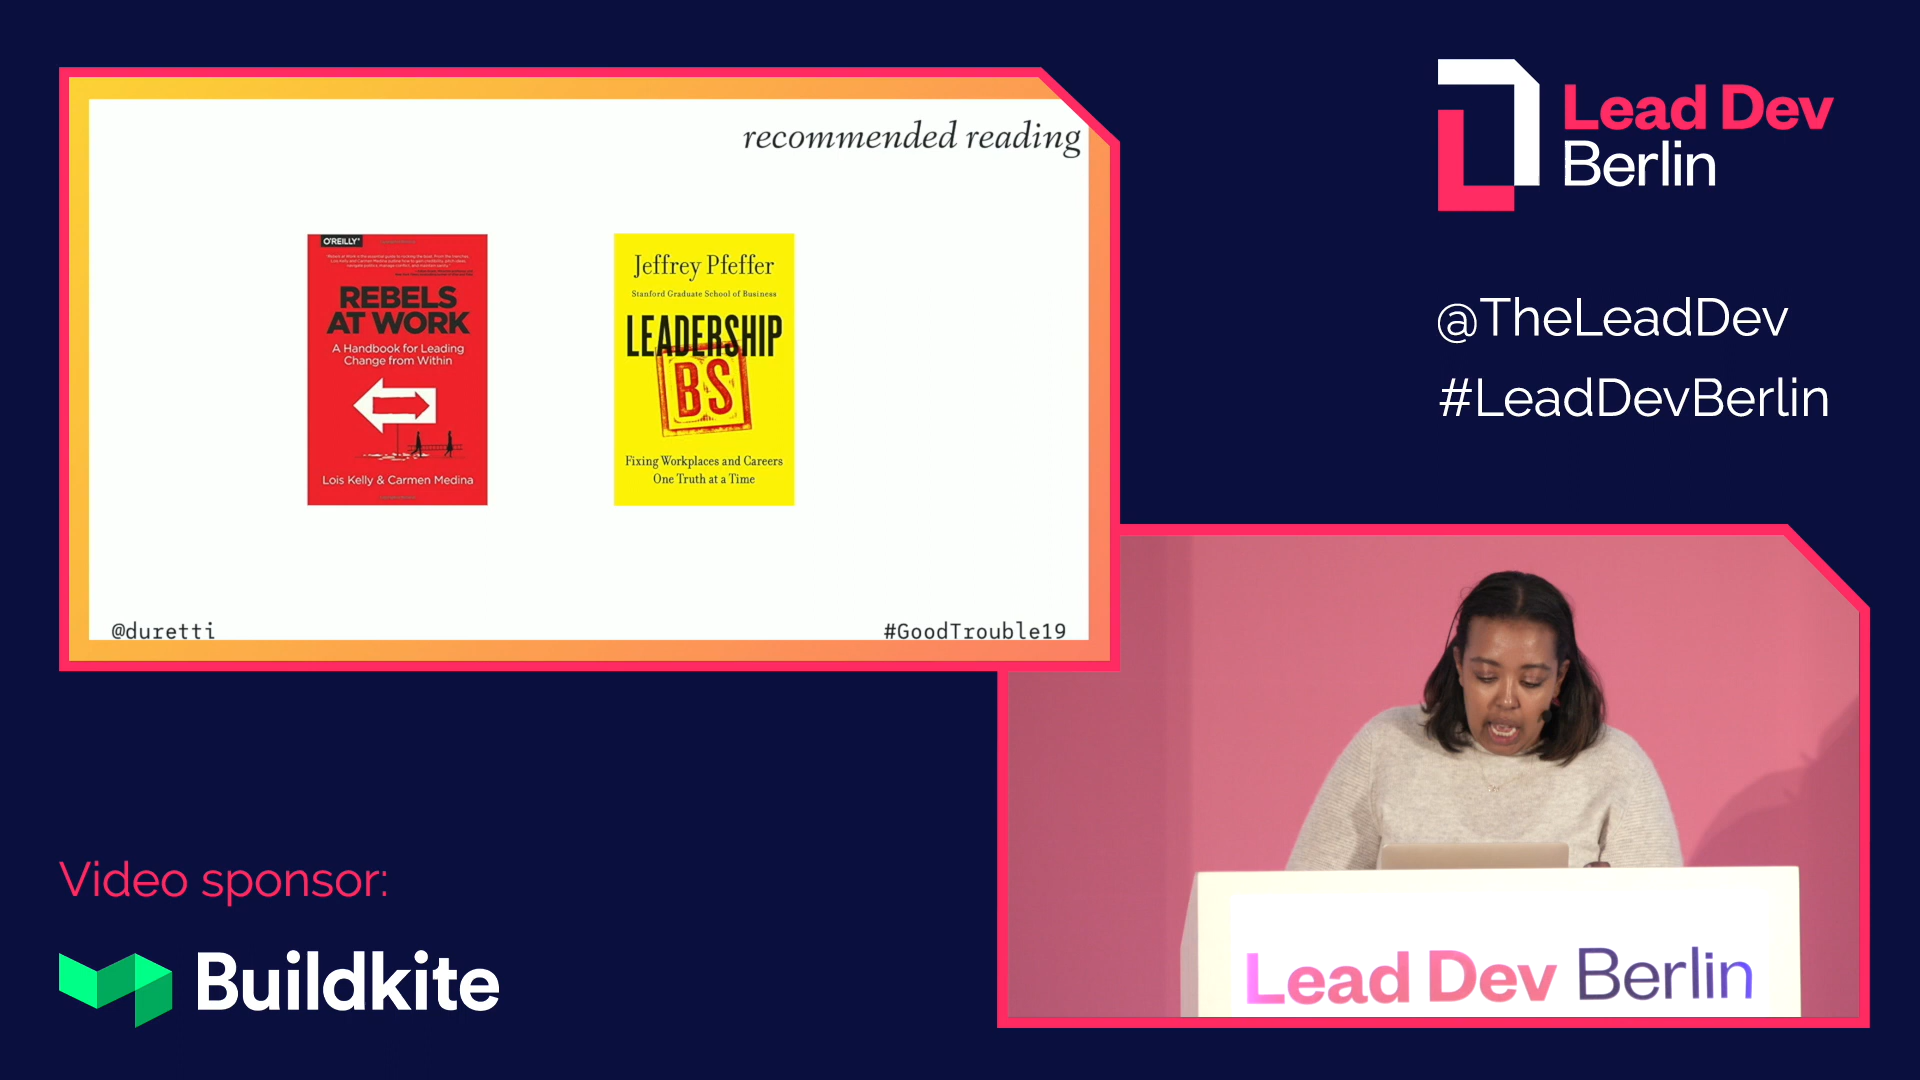 recommended reading
O'REILLY®
REBELS
AT WORK
A Handbook for Leading
Change from Within
Lois Kelly & Carmen Medina
Jeffrey Pfeffer
Stanford Graduate School of Business
LEADERSHIP
BS
Fixing Workplaces and Careers
One Truth at a Time
@duretti
#GoodTrouble19
Lead Dev
Berlin
@TheLeadDev
#LeadDevBerlin
Video sponsor:
Buildkite
Lead Dev Berlin